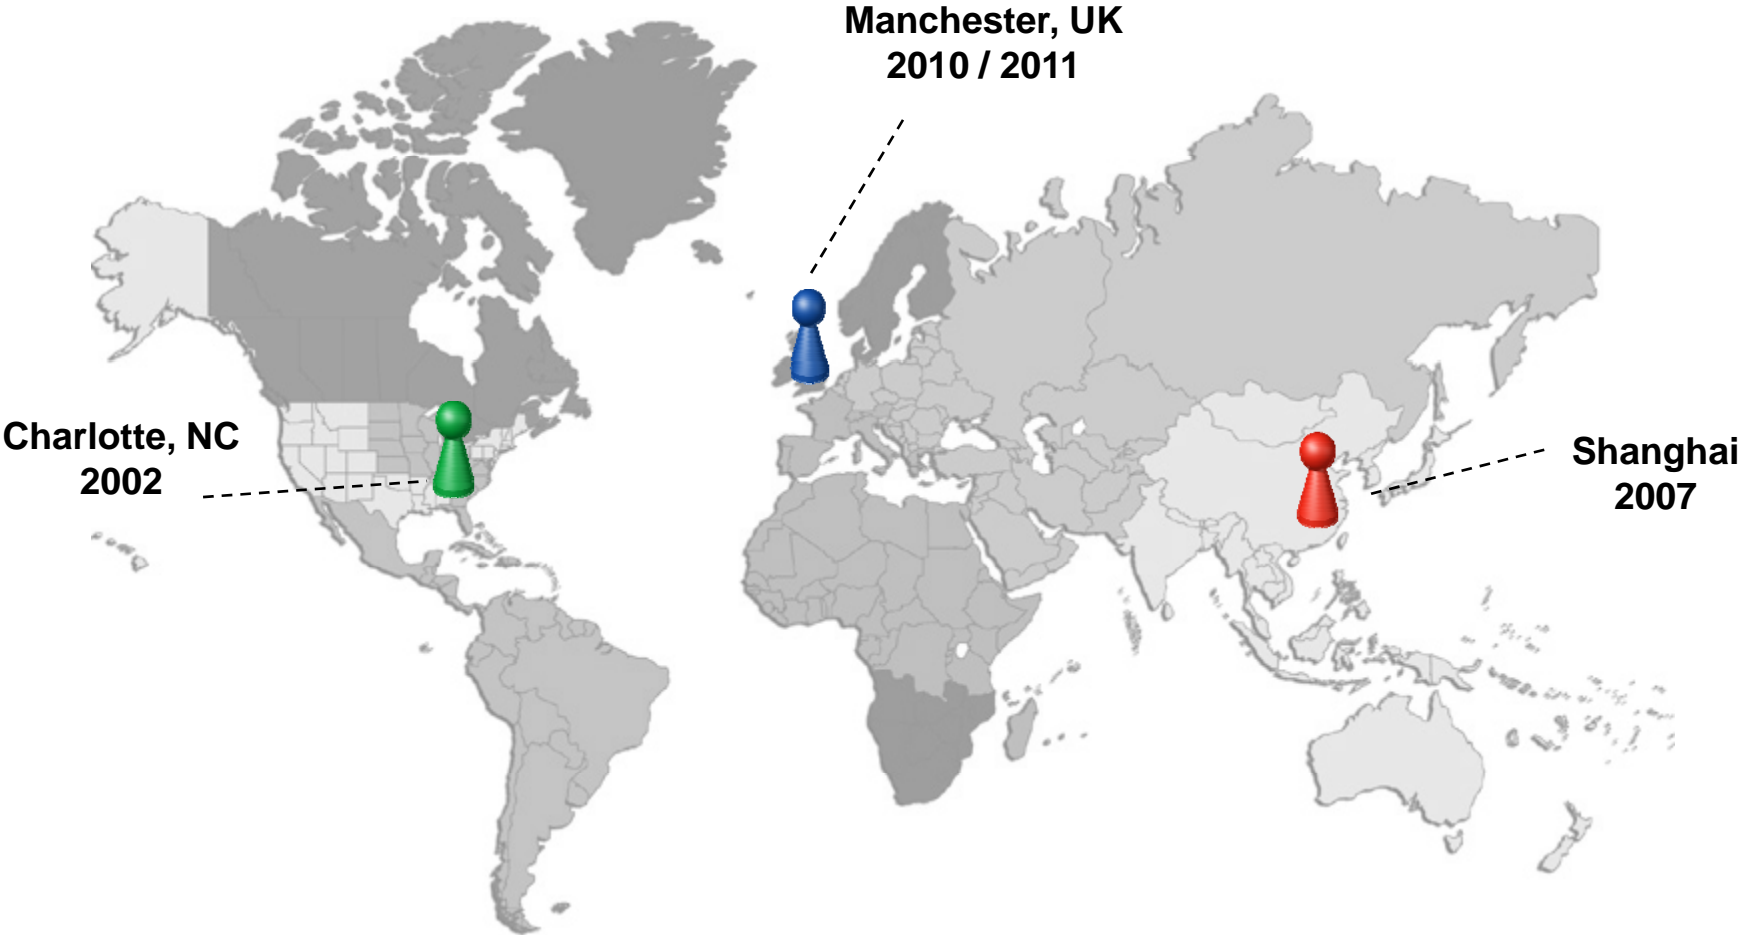 Manchester, UK
2010 / 2011
Charlotte, NC
2002
Shanghai
2007